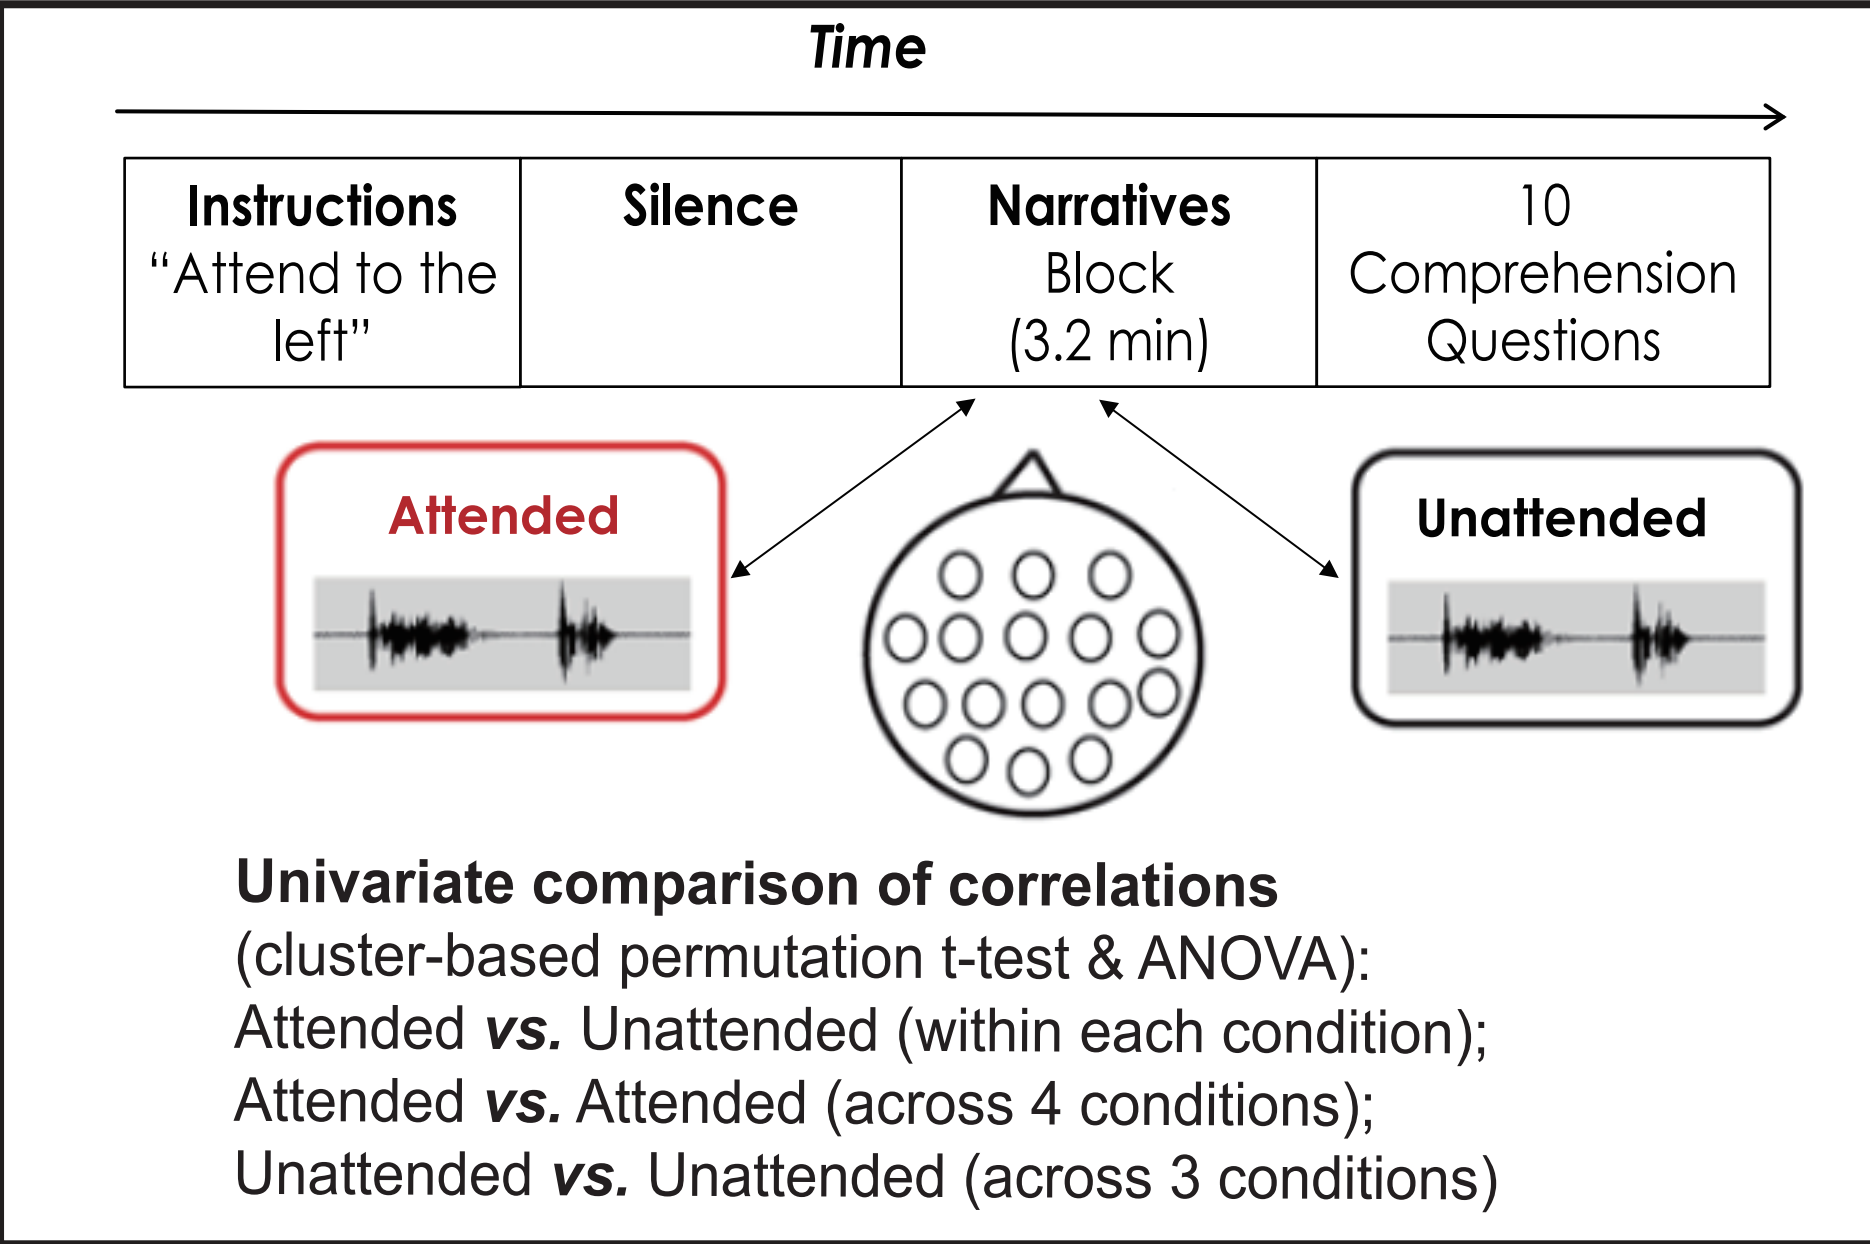 Time
Instructions
“Attend to the
left”
Silence
Narratives
Block
(3.2 min)
10
Comprehension
Questions
Attended
Unattended
Univariate comparison of correlations
(cluster-based permutation t-test & ANOVA):
Attended vs. Unattended (within each condition);
Attended vs. Attended (across 4 conditions);
Unattended vs. Unattended (across 3 conditions)